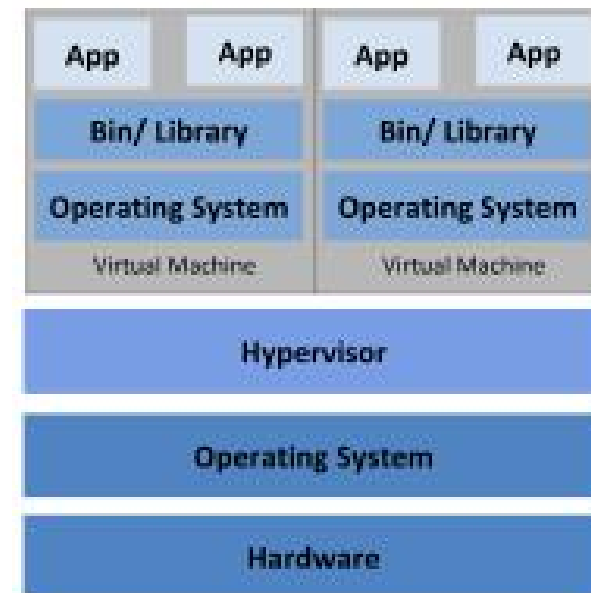 App App App App
Bin/ Library Bin/ Library
Operating System Operating System
Virtual Machine Virtual Machine
Hypervisor
Operating System
Hardware